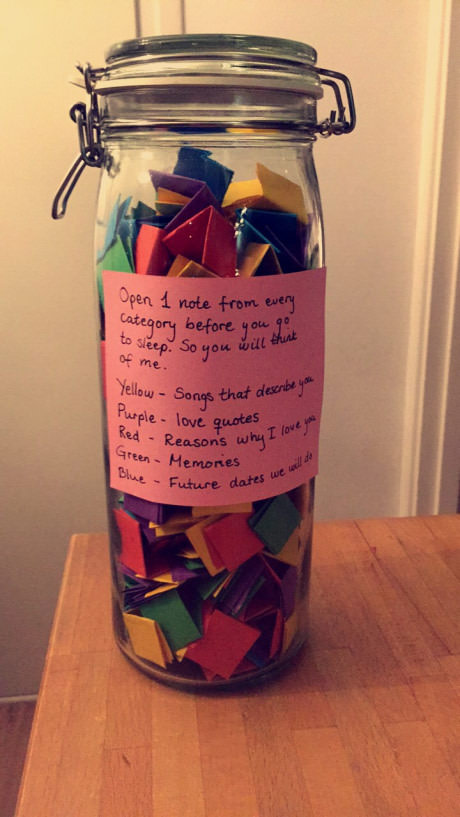 Open 1 note from every
category before you go
to sleep. So you will think
of me.
Yellow - Songs that describe you
Purple - love quotes
Red - Reasons why I love you
Green - Memories
Blue - Future dates we will do